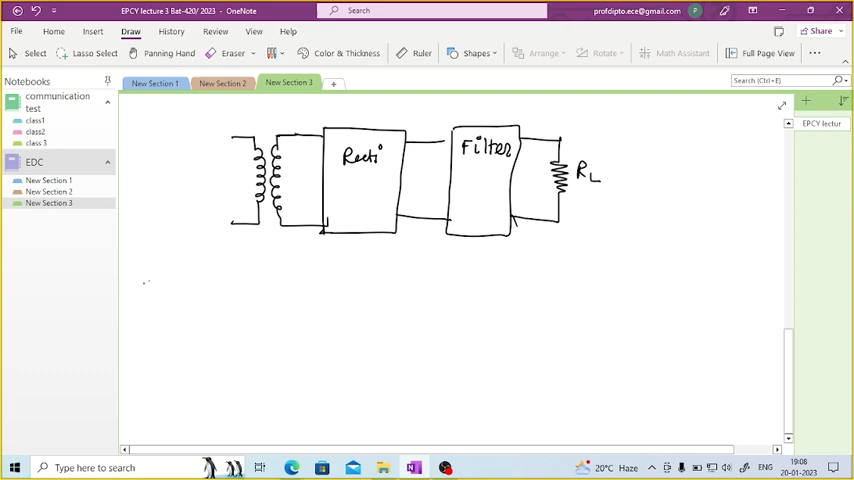 EPCY lecture 3 Bat-420/ 2023 - OneNote
Search
profdipto.ece@gmail.com
P
File
Home
Insert
Draw
History
Review
View
Help
Share
Select
Lasso Select
Panning Hand
Eraser
Color & Thickness
Ruler
Shapes
Arrange
Rotate
Math Assistant
Full Page View
Notebooks
New Section 1
New Section 2
New Section 3
+
Search (Ctrl+E)
communication
test
class1
class2
class 3
EDC
New Section 1
New Section 2
New Section 3
EPCY lectur
Recti
Filter
RL
Type here to search
20°C Haze
ENG
19:08
20-01-2023